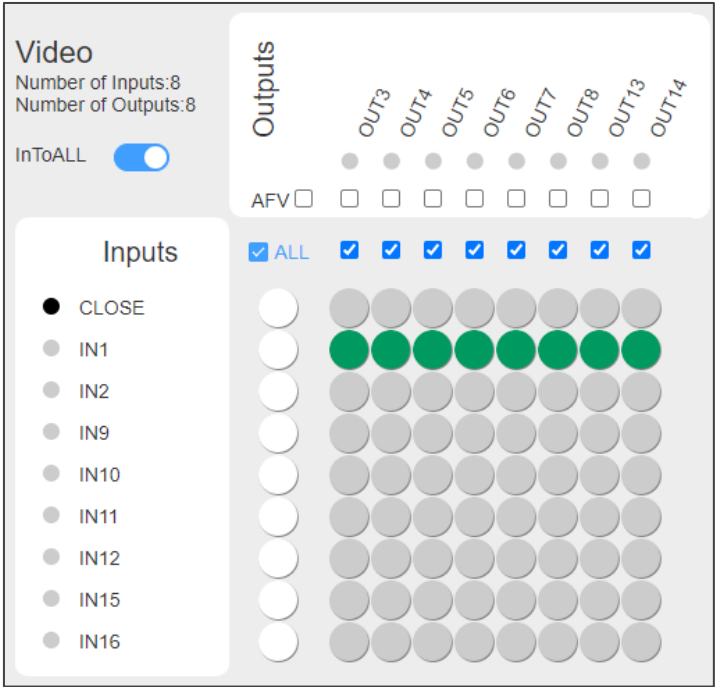 Video
Number of Inputs:8
Number of Outputs:8
InToALL
Outputs
OUT3
OUT4
OUT5
OUT6
OUT7
OUT8
OUT13
OUT14
AFV
Inputs
ALL
CLOSE
IN1
IN2
IN9
IN10
IN11
IN12
IN15
IN16